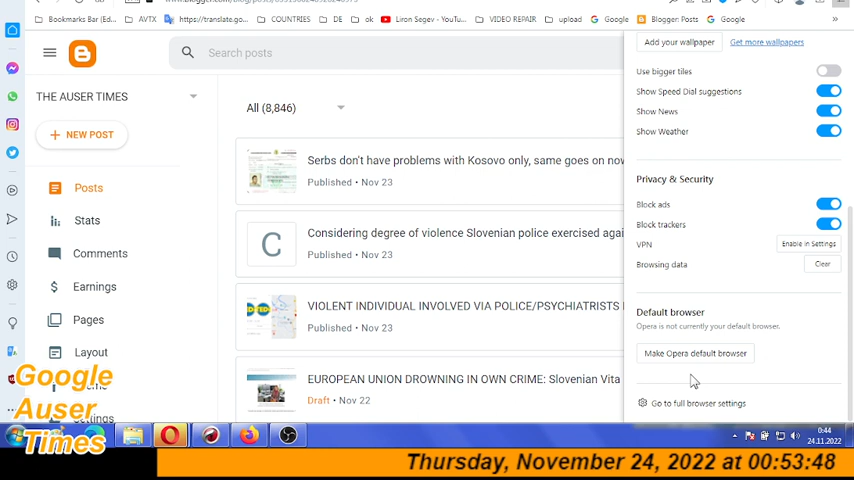 Bookmarks Bar (Ed...
AVTX
https://translate.go...
COUNTRIES
DE
ok
Liron Segev - YouTu...
VIDEO REPAIR
upload
Google
Blogger: Posts
Google
»
Search posts
THE AUSER TIMES
+ NEW POST
Posts
Stats
Comments
$ Earnings
Pages
Layout
Settings
All (8,846)
Serbs don't have problems with Kosovo only, same goes on now
Published • Nov 23
C
Considering degree of violence Slovenian police exercised agai
Published • Nov 23
VIOLENT INDIVIDUAL INVOLVED VIA POLICE/PSYCHIATRISTS
Published • Nov 23
EUROPEAN UNION DROWNING IN OWN CRIME: Slovenian Vita
Draft • Nov 22
Add your wallpaper
Get more wallpapers
Use bigger tiles
Show Speed Dial suggestions
Show News
Show Weather
Privacy & Security
Block ads
Block trackers
VPN
Enable in Settings
Browsing data
Clear
Default browser
Opera is not currently your default browser.
Make Opera default browser
Go to full browser settings
Google
Auser
Times
0:44
24.11.2022
Thursday, November 24, 2022 at 00:53:48